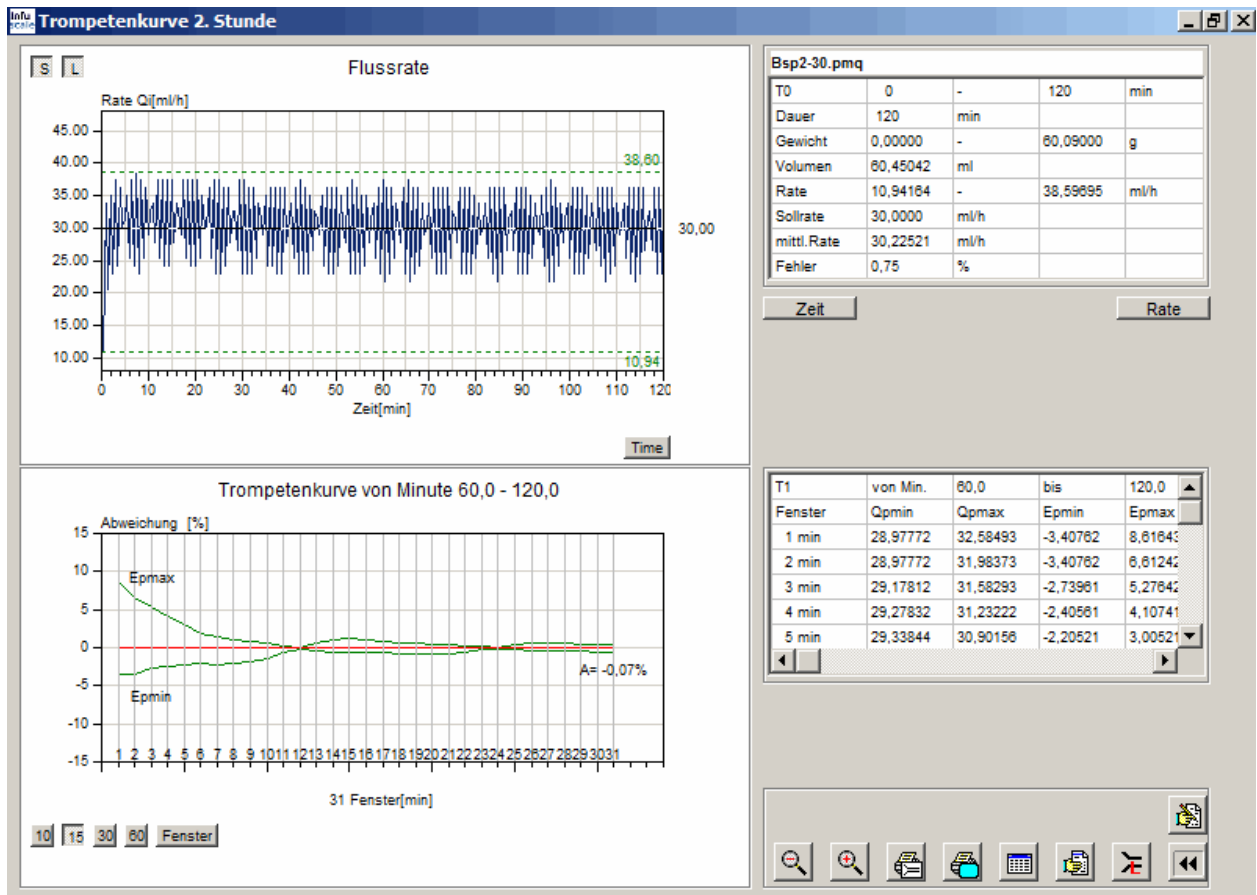 Infu scale Trompetenkurve 2. Stunde
S L Flussrate
Rate Qi[ml/h]
45.00
40.00
38,60
35.00
30.00 30,00
25.00
20.00
15.00
10,94
10.00
0 10 20 30 40 50 60 70 80 90 100 110 120
Zeit[min]
Time
Bsp2-30.pmq
T0 0 - 120 min
Dauer 120 min
Gewicht 0,00000 - 60,09000 g
Volumen 60,45042 ml
Rate 10,94164 - 38,59695 ml/h
Sollrate 30,0000 ml/h
mittl.Rate 30,22521 ml/h
Fehler 0,75 %
Zeit Rate
Trompetenkurve von Minute 60,0 - 120,0
Abweichung [%]
15
10
Epmax
5
0
A= -0,07%
-5
Epmin
-10
-15
1 2 3 4 5 6 7 8 9 10 11 12 13 14 15 16 17 18 19 20 21 22 23 24 25 26 27 28 29 30 31
31 Fenster[min]
10 15 30 60 Fenster
T1 von Min. 60,0 bis 120,0
Fenster Qpmin Qpmax Epmin Epmax
1 min 28,97772 32,58493 -3,40762 8,61643
2 min 28,97772 31,98373 -3,40762 6,61242
3 min 29,17812 31,58293 -2,73961 5,27642
4 min 29,27832 31,23222 -2,40561 4,10741
5 min 29,33844 30,90156 -2,20521 3,00521